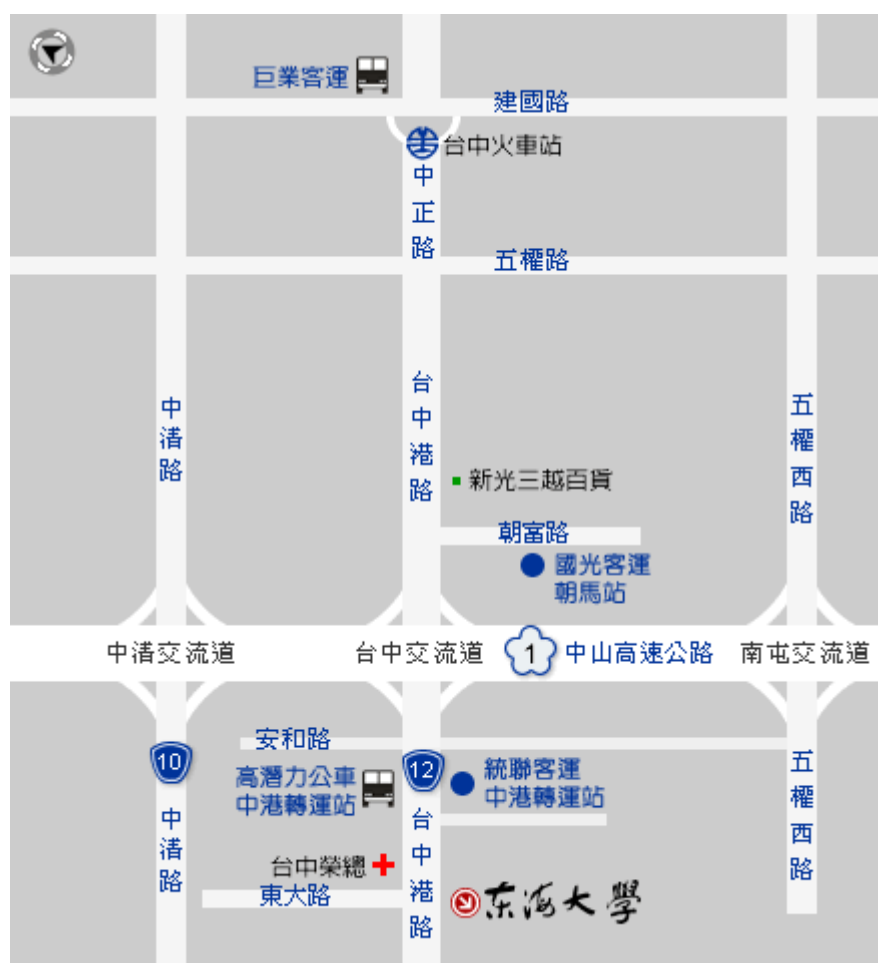 巨業客運
建國路
台中火車站
中正路
五權路
台中港路
中清路
五權西路
新光三越百貨
朝富路
國光客運
朝馬站
中清交流道
台中交流道
1
中山高速公路
南屯交流道
安和路
10
12
高潛力公車
中港轉運站
統聯客運
中港轉運站
五權西路
中清路
台中港路
台中榮總
東大路
东海大學